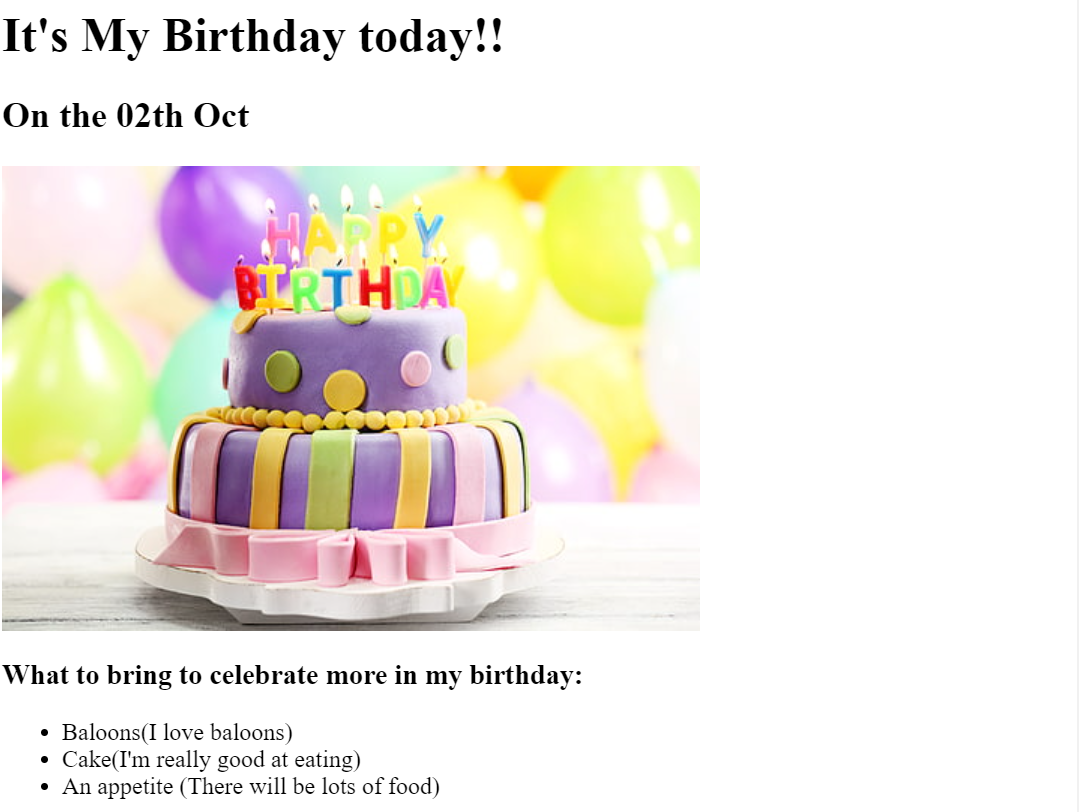 It's My Birthday today!!
On the 02th Oct
HAPPY
BIRTHDAY
What to bring to celebrate more in my birthday:
Baloons(I love baloons)
Cake(I'm really good at eating)
An appetite (There will be lots of food)